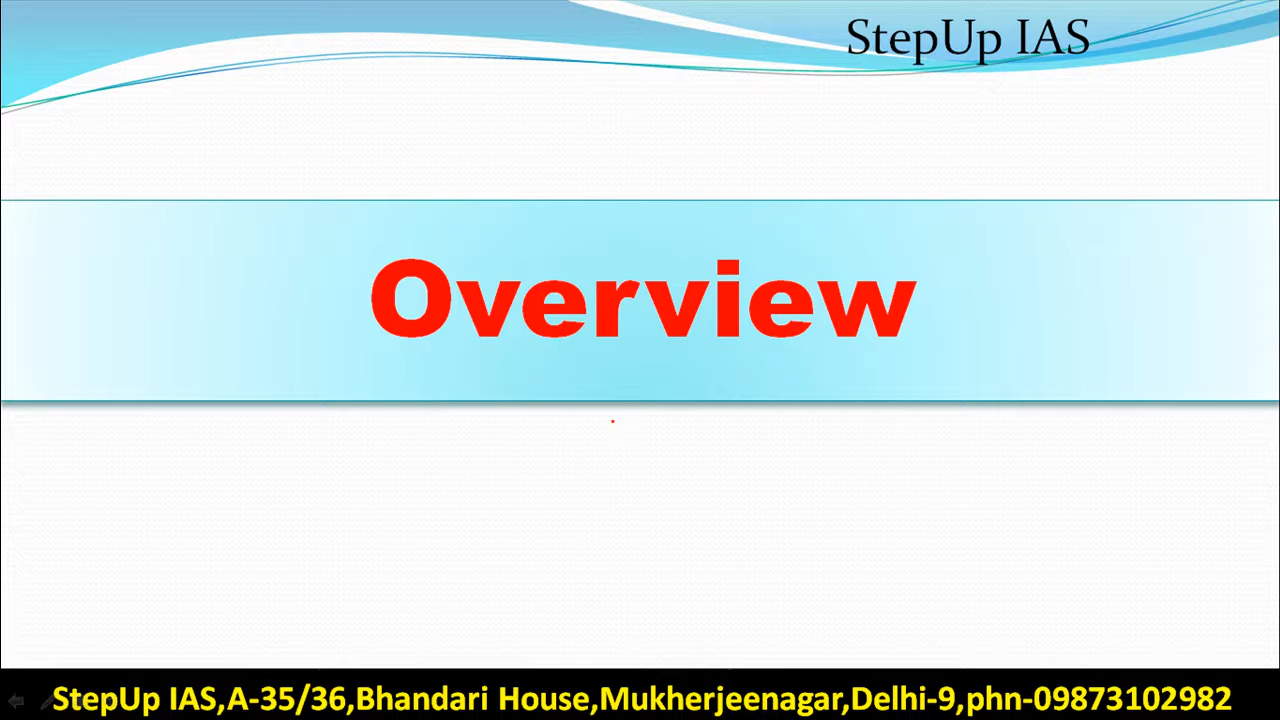 StepUp IAS
Overview
StepUp IAS,A-35/36,Bhandari House,Mukherjeenagar,Delhi-9,phn-09873102982